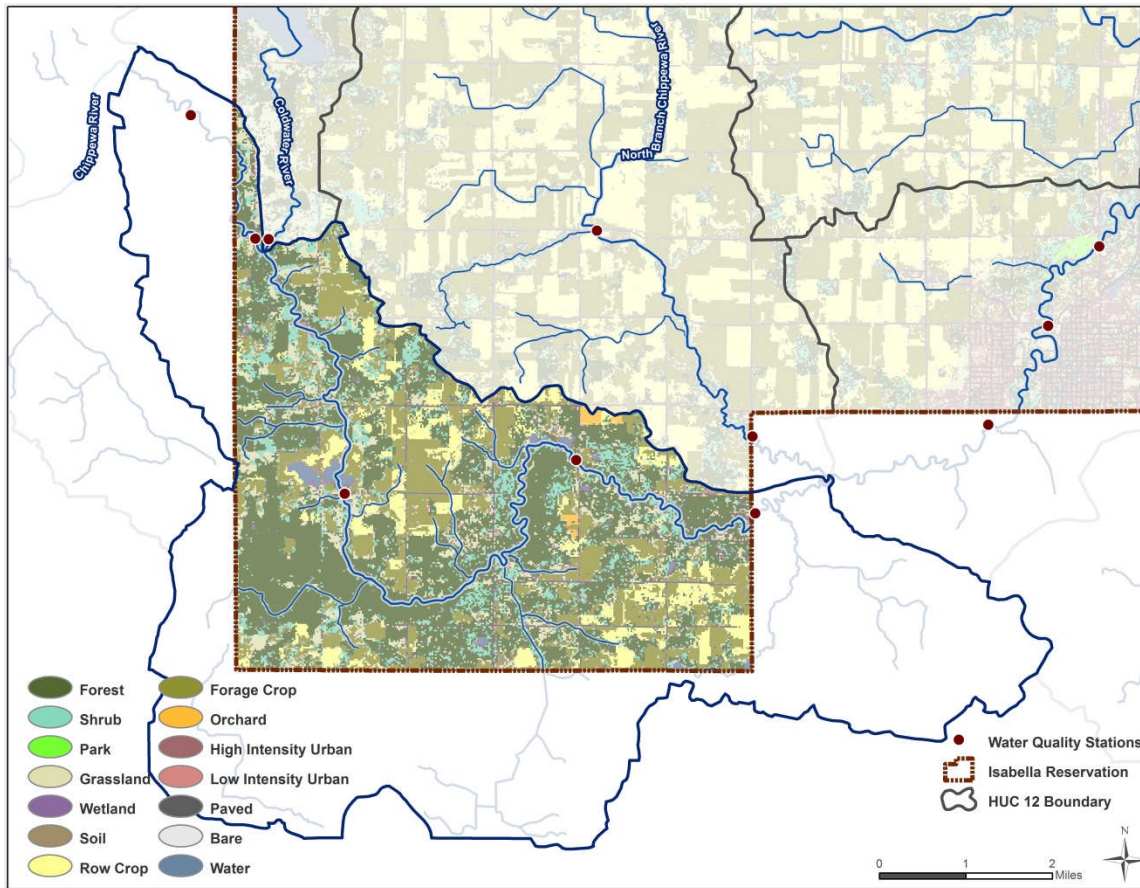 Chippewa River
Coldwater River
North Branch Chippewa River
Forest
Shrub
Park
Grassland
Wetland
Soil
Row Crop
Forage Crop
Orchard
High Intensity Urban
Low Intensity Urban
Paved
Bare
Water
Water Quality Stations
Isabella Reservation
HUC 12 Boundary
N
0 1 2
Miles